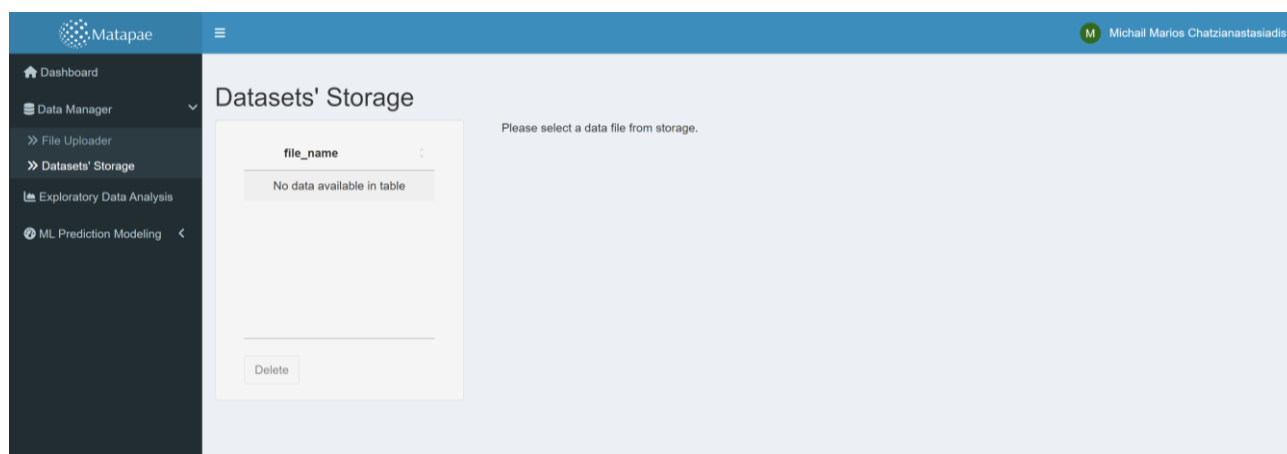 Matapae
M Michail Marios Chatzianastasiadis
Dashboard
Data Manager
File Uploader
Datasets' Storage
Exploratory Data Analysis
ML Prediction Modeling
Datasets' Storage
file_name
No data available in table
Delete
Please select a data file from storage.